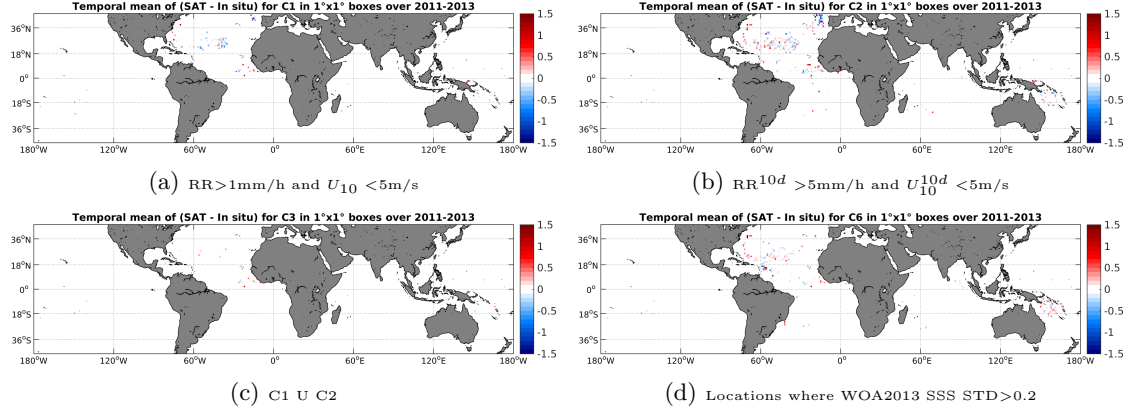 Temporal mean of (SAT - In situ) for C1 in 1°x1° boxes over 2011-2013
36°N
18°N
0°
18°S
36°S
180°W 120°W 60°W 0° 60°E 120°E 180°W
1.5
1
0.5
0
-0.5
-1
-1.5
(a) RR>1mm/h and U₁₀ <5m/s
Temporal mean of (SAT - In situ) for C2 in 1°x1° boxes over 2011-2013
36°N
18°N
0°
18°S
36°S
180°W 120°W 60°W 0° 60°E 120°E 180°W
1.5
1
0.5
0
-0.5
-1
-1.5
(b) RR¹⁰ᵈ >5mm/h and U₁₀¹⁰ᵈ <5m/s
Temporal mean of (SAT - In situ) for C3 in 1°x1° boxes over 2011-2013
36°N
18°N
0°
18°S
36°S
180°W 120°W 60°W 0° 60°E 120°E 180°W
1.5
1
0.5
0
-0.5
-1
-1.5
(c) C1 U C2
Temporal mean of (SAT - In situ) for C6 in 1°x1° boxes over 2011-2013
36°N
18°N
0°
18°S
36°S
180°W 120°W 60°W 0° 60°E 120°E 180°W
1.5
1
0.5
0
-0.5
-1
-1.5
(d) Locations where WOA2013 SSS STD>0.2